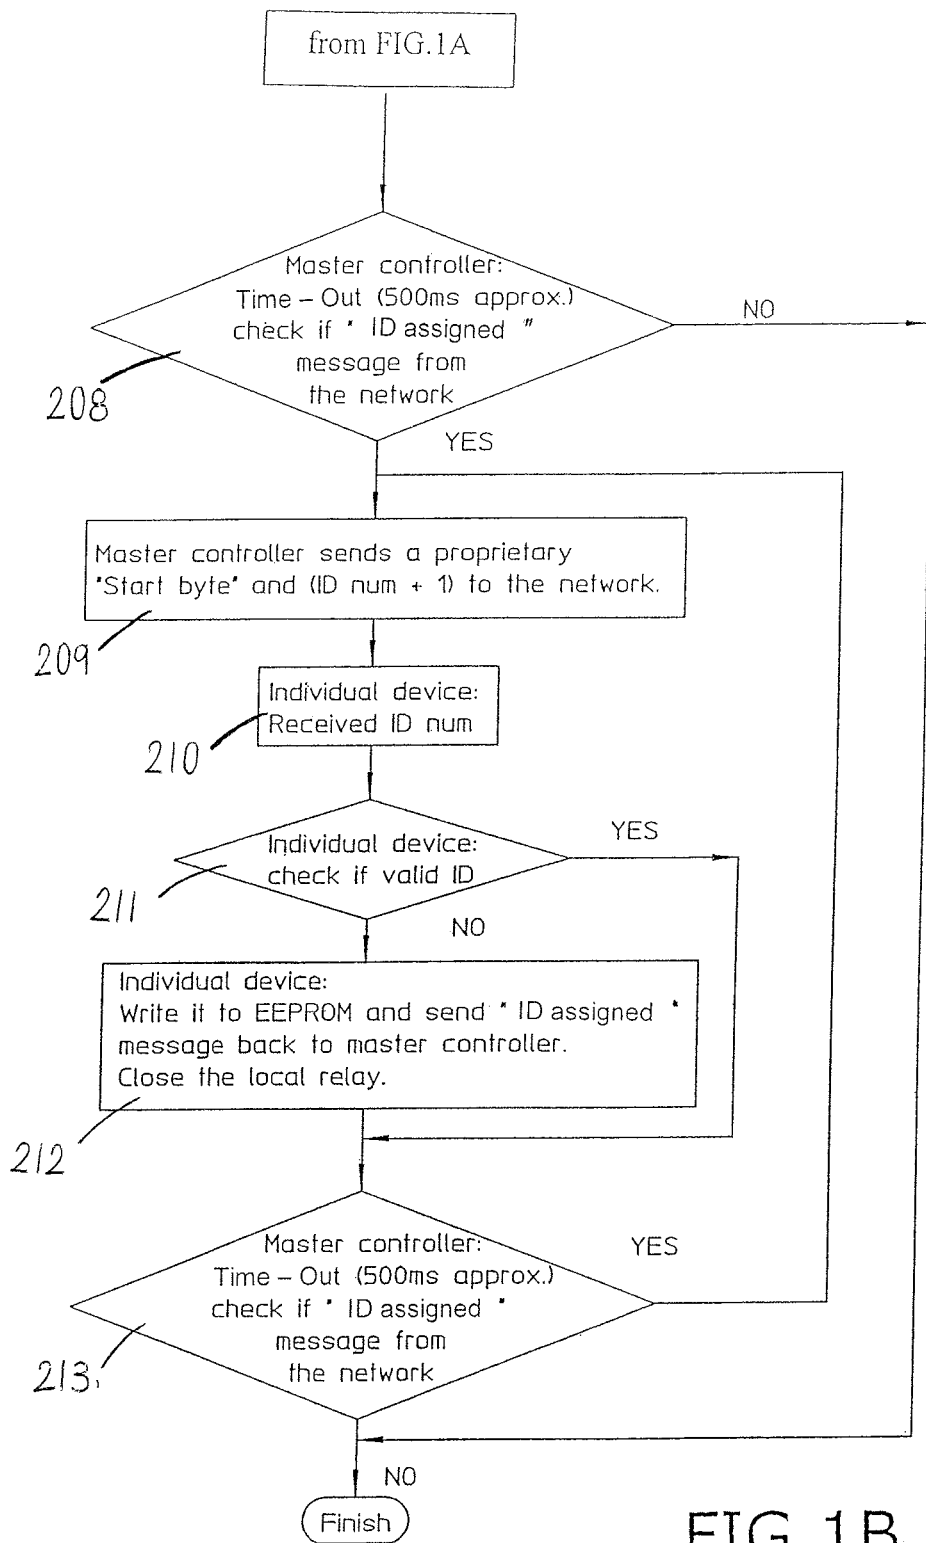 from FIG.1A
Master controller:
Time – Out (500ms approx.)
check if " ID assigned "
message from
the network
NO
208
YES
Master controller sends a proprietary
"Start byte" and (ID num + 1) to the network.
209
Individual device:
Received ID num
210
Individual device:
check if valid ID
YES
211
NO
Individual device:
Write it to EEPROM and send " ID assigned "
message back to master controller.
Close the local relay.
212
Master controller:
Time – Out (500ms approx.)
check if " ID assigned "
message from
the network
YES
213
NO
Finish
FIG 1B